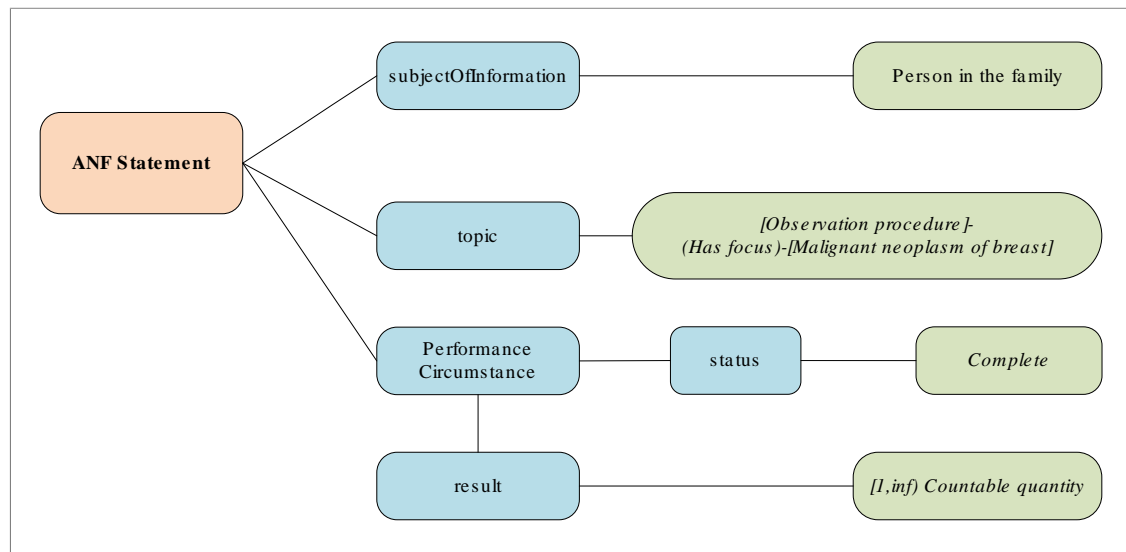 subjectOfInformation
Person in the family
ANF Statement
topic
[Observation procedure]-
(Has focus)-[Malignant neoplasm of breast]
Performance
Circumstance
status
Complete
result
[1,inf) Countable quantity